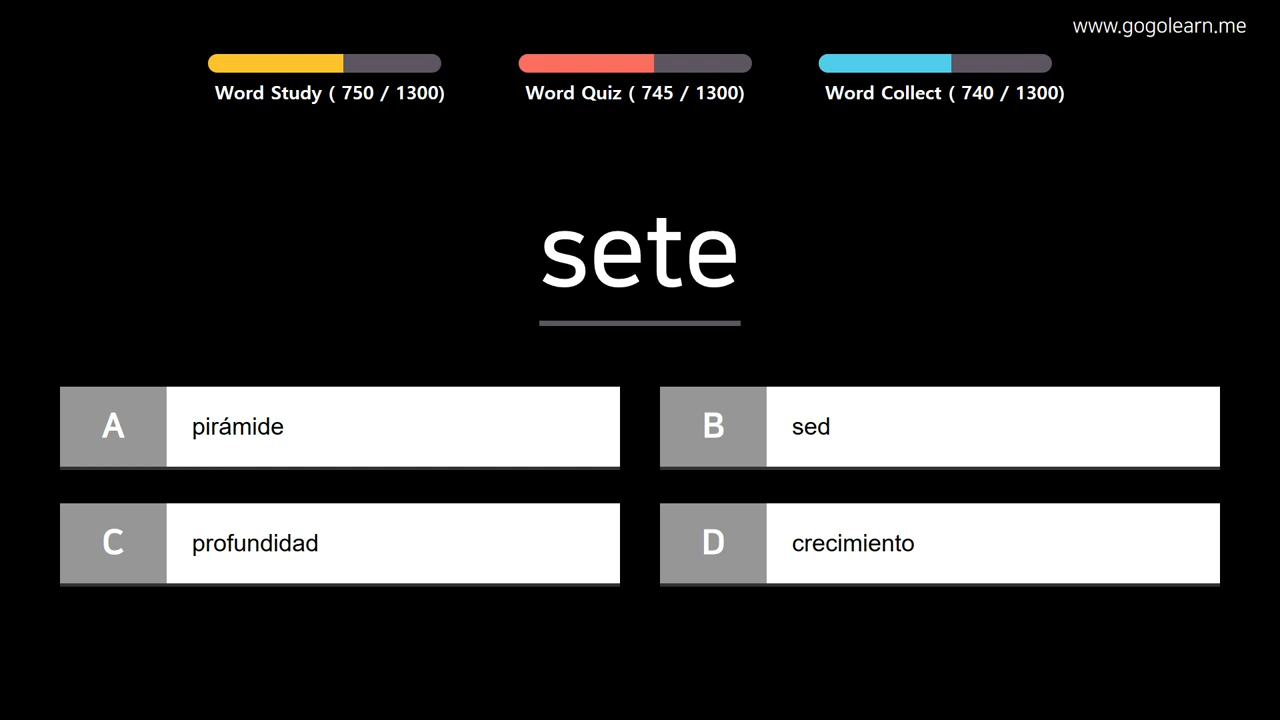 www.gogolearn.me
Word Study ( 750 / 1300)
Word Quiz ( 745 / 1300)
Word Collect ( 740 / 1300)
sete
A pirámide
B sed
C profundidad
D crecimiento